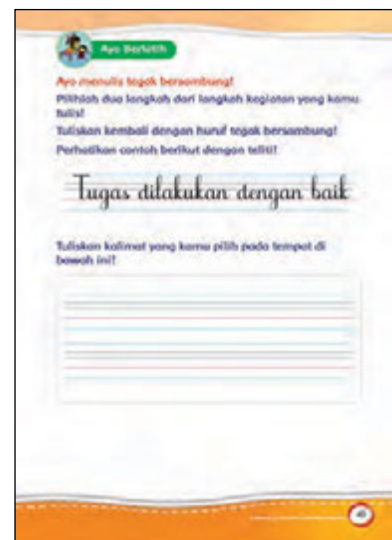 Ayo Berlatih
Ayo menulis tegak bersambung!
Pilihlah dua langkah dari langkah kegiatan yang kamu
tulis!
Tuliskan kembali dengan huruf tegak bersambung!
Perhatikan contoh berikut dengan teliti!
Tugas dilakukan dengan baik
Tuliskan kalimat yang kamu pilih pada tempat di
bawah ini!